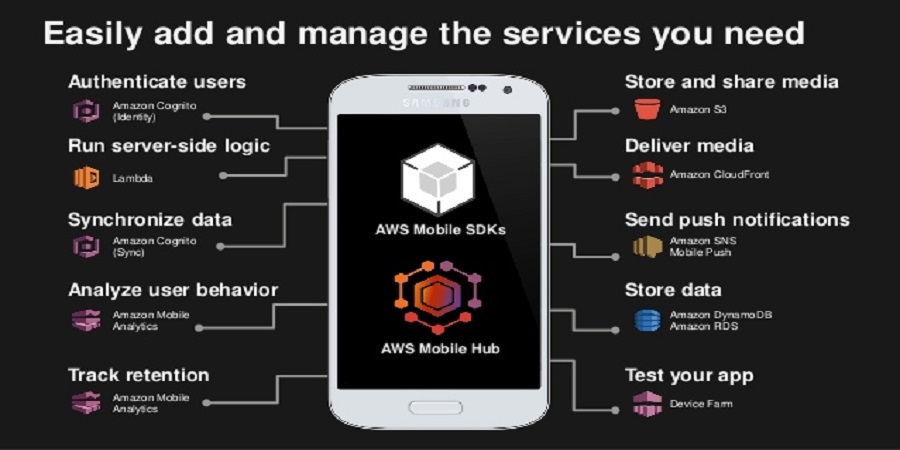 Easily add and manage the services you need
Authenticate users
Amazon Cognito
(Identity)
Run server-side logic
Lambda
Synchronize data
Amazon Cognito
(Sync)
Analyze user behavior
Amazon Mobile
Analytics
Track retention
Amazon Mobile
Analytics
SAMSUNG
AWS Mobile SDKs
AWS Mobile Hub
Store and share media
Amazon S3
Deliver media
Amazon CloudFront
Send push notifications
Amazon SNS
Mobile Push
Store data
Amazon DynamoDB
Amazon RDS
Test your app
Device Farm